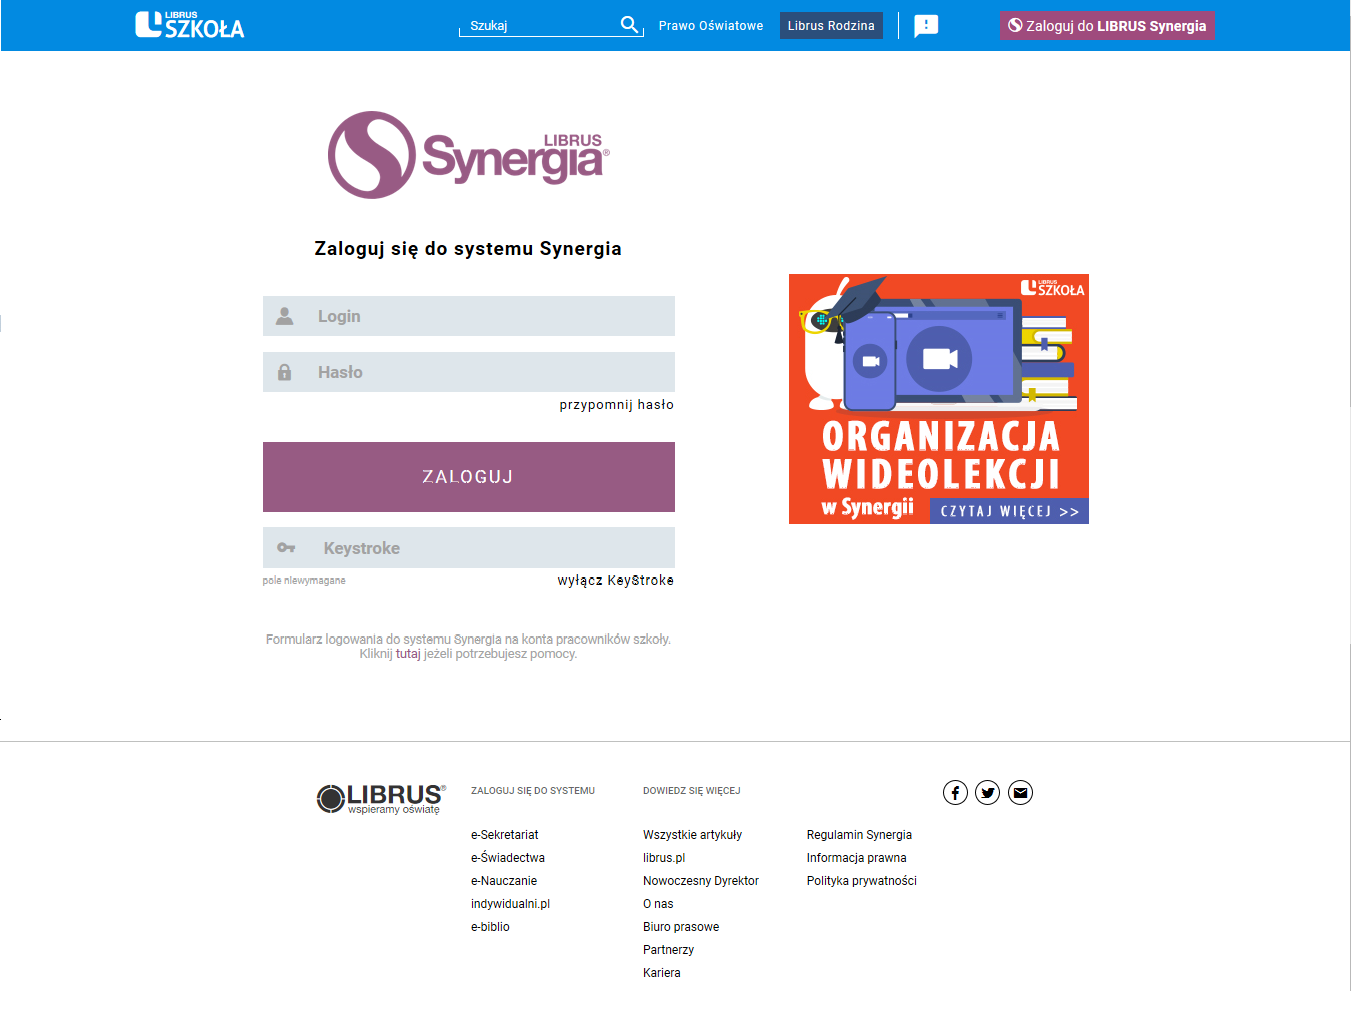 LIBRUS
SZKOŁA
Szukaj
Prawo Oświatowe
Librus Rodzina
Zaloguj do LIBRUS Synergia
LIBRUS
Synergia®
Zaloguj się do systemu Synergia
Login
Hasło
przypomnij hasło
ZALOGUJ
Keystroke
pole niewymagane
wyłącz KeyStroke
Formularz logowania do systemu Synergia na konta pracowników szkoły.
Kliknij tutaj jeżeli potrzebujesz pomocy.
LIBRUS
SZKOŁA
ORGANIZACJA
WIDEOLEKCJI
w Synergii
CZYTAJ WIĘCEJ >>
LIBRUS®
wspieramy oświatę
ZALOGUJ SIĘ DO SYSTEMU
e-Sekretariat
e-Świadectwa
e-Nauczanie
indywidualni.pl
e-biblio
DOWIEDZ SIĘ WIĘCEJ
Wszystkie artykuły
librus.pl
Nowoczesny Dyrektor
O nas
Biuro prasowe
Partnerzy
Kariera
Regulamin Synergia
Informacja prawna
Polityka prywatności